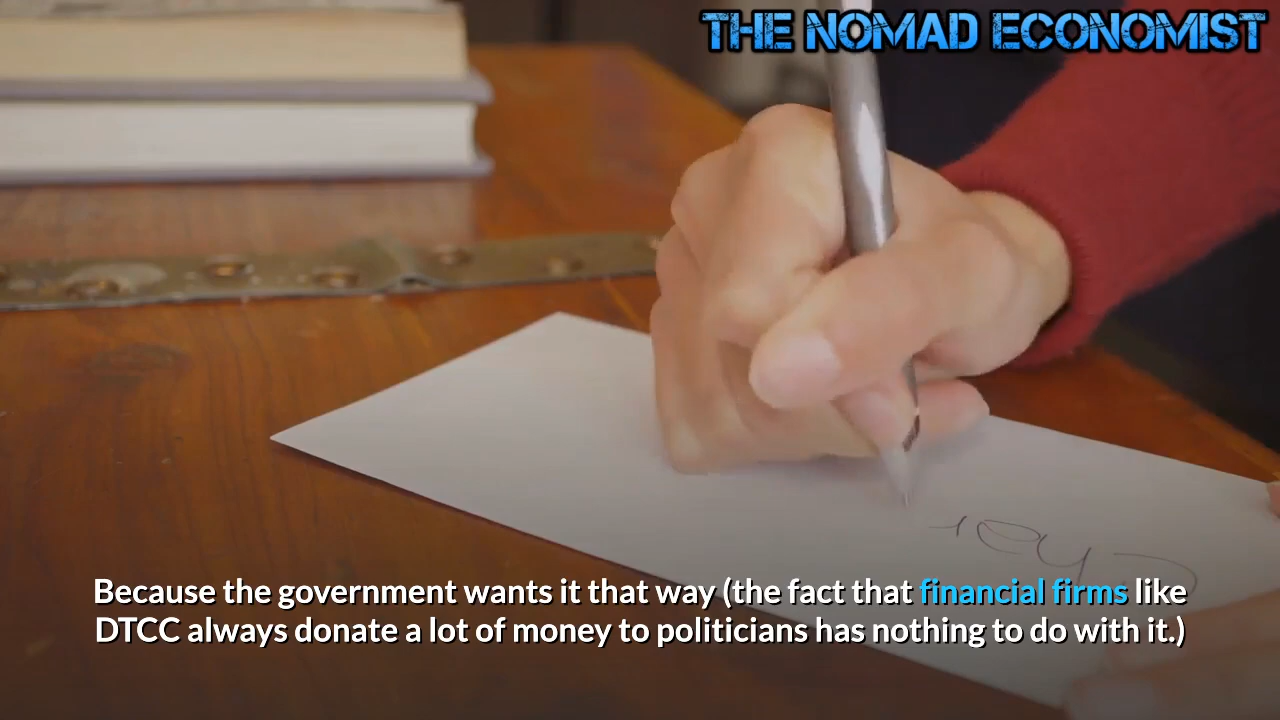 THE NOMAD ECONOMIST
Because the government wants it that way (the fact that financial firms like
DTCC always donate a lot of money to politicians has nothing to do with it.)